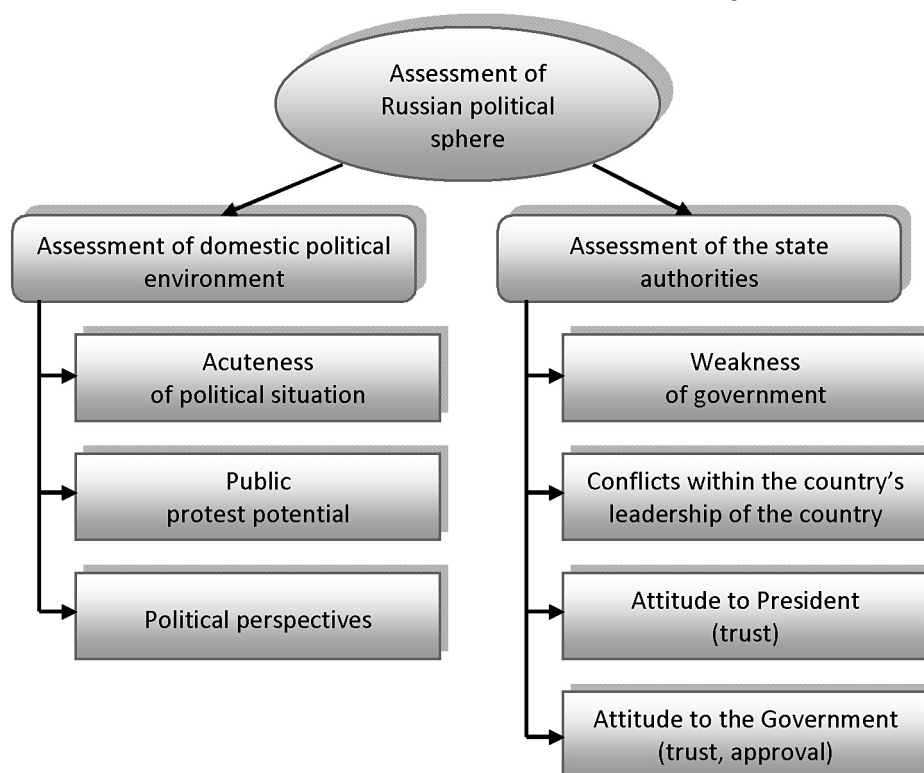 Assessment of
Russian political
sphere
Assessment of domestic political
environment
Acuteness
of political situation
Public
protest potential
Political perspectives
Assessment of the state
authorities
Weakness
of government
Conflicts within the country's
leadership of the country
Attitude to President
(trust)
Attitude to the Government
(trust, approval)